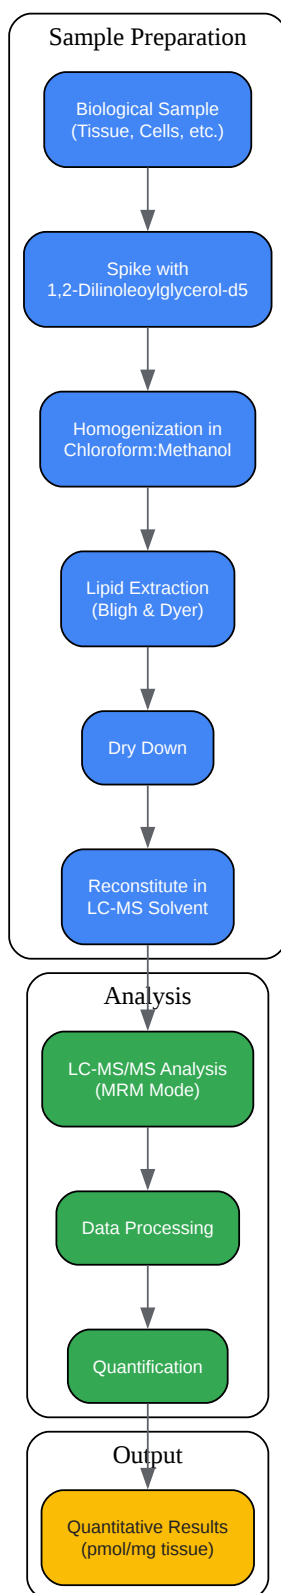 Sample Preparation
Biological Sample
(Tissue, Cells, etc.)
Spike with
1,2-Dilinoleoylglycerol-d5
Homogenization in
Chloroform:Methanol
Lipid Extraction
(Bligh & Dyer)
Dry Down
Reconstitute in
LC-MS Solvent
Analysis
LC-MS/MS Analysis
(MRM Mode)
Data Processing
Quantification
Output
Quantitative Results
(pmol/mg tissue)